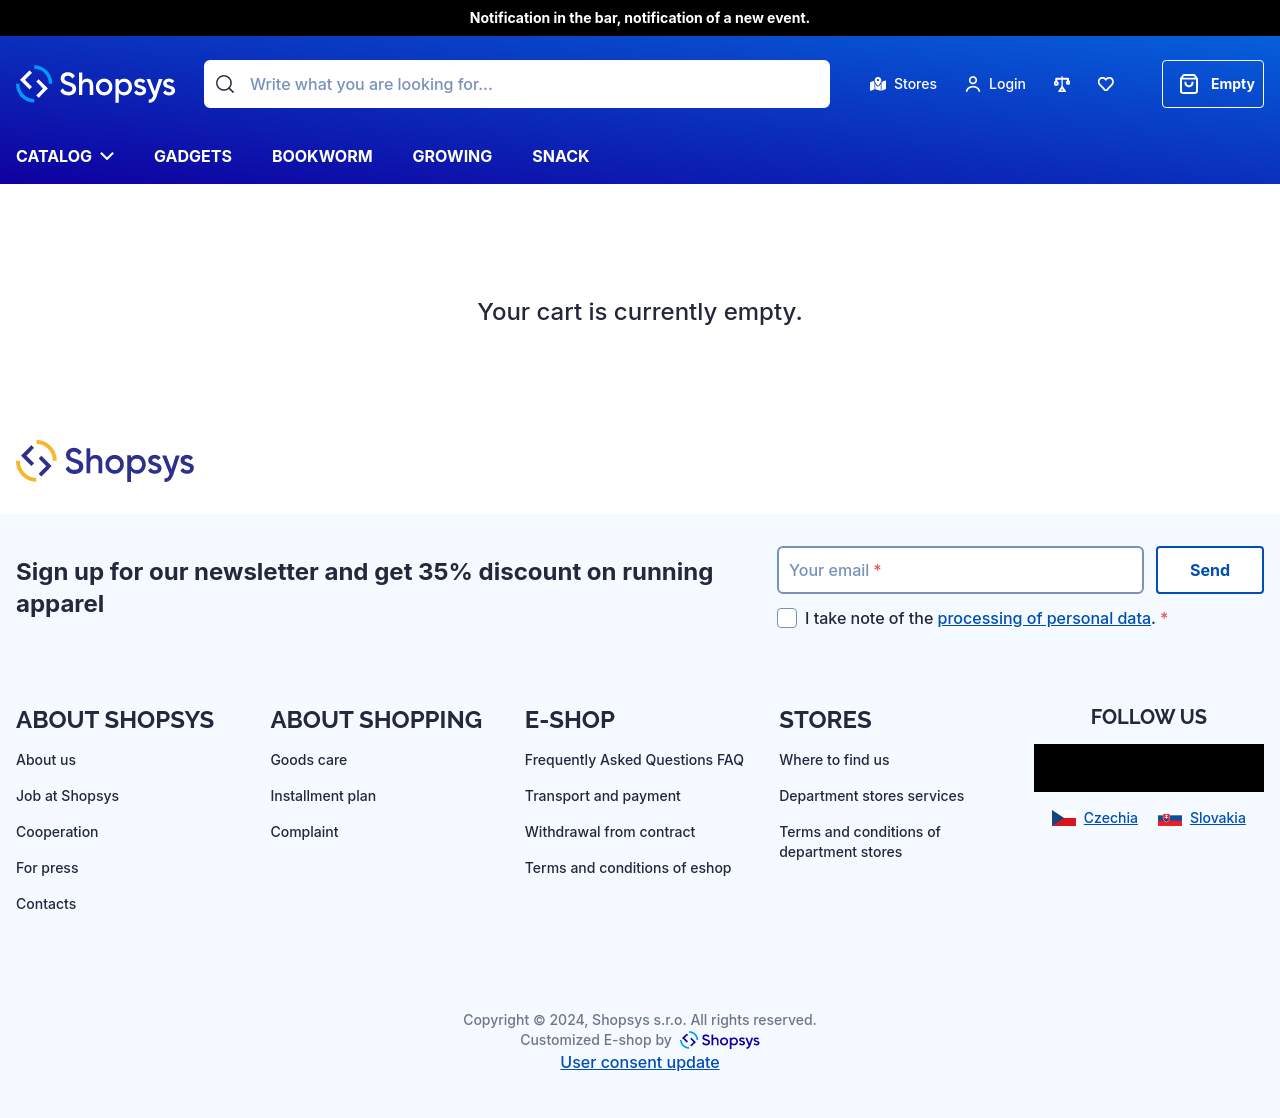 Notification in the bar, notification of a new event.
Shopsys
Write what you are looking for...
Stores
Login
Empty
CATALOG
GADGETS
BOOKWORM
GROWING
SNACK
Your cart is currently empty.
Shopsys
Sign up for our newsletter and get 35% discount on running
apparel
Your email *
Send
I take note of the processing of personal data. *
ABOUT SHOPSYS
About us
Job at Shopsys
Cooperation
For press
Contacts
ABOUT SHOPPING
Goods care
Installment plan
Complaint
E-SHOP
Frequently Asked Questions FAQ
Transport and payment
Withdrawal from contract
Terms and conditions of eshop
STORES
Where to find us
Department stores services
Terms and conditions of
department stores
FOLLOW US
Czechia
Slovakia
Copyright © 2024, Shopsys s.r.o. All rights reserved.
Customized E-shop by Shopsys
User consent update